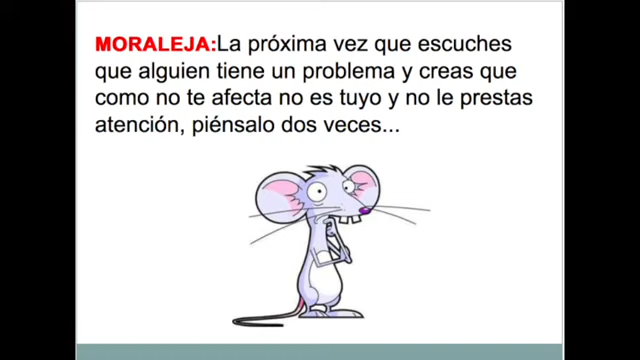 MORALEJA:La próxima vez que escuches
que alguien tiene un problema y creas que
como no te afecta no es tuyo y no le prestas
atención, piénsalo dos veces...